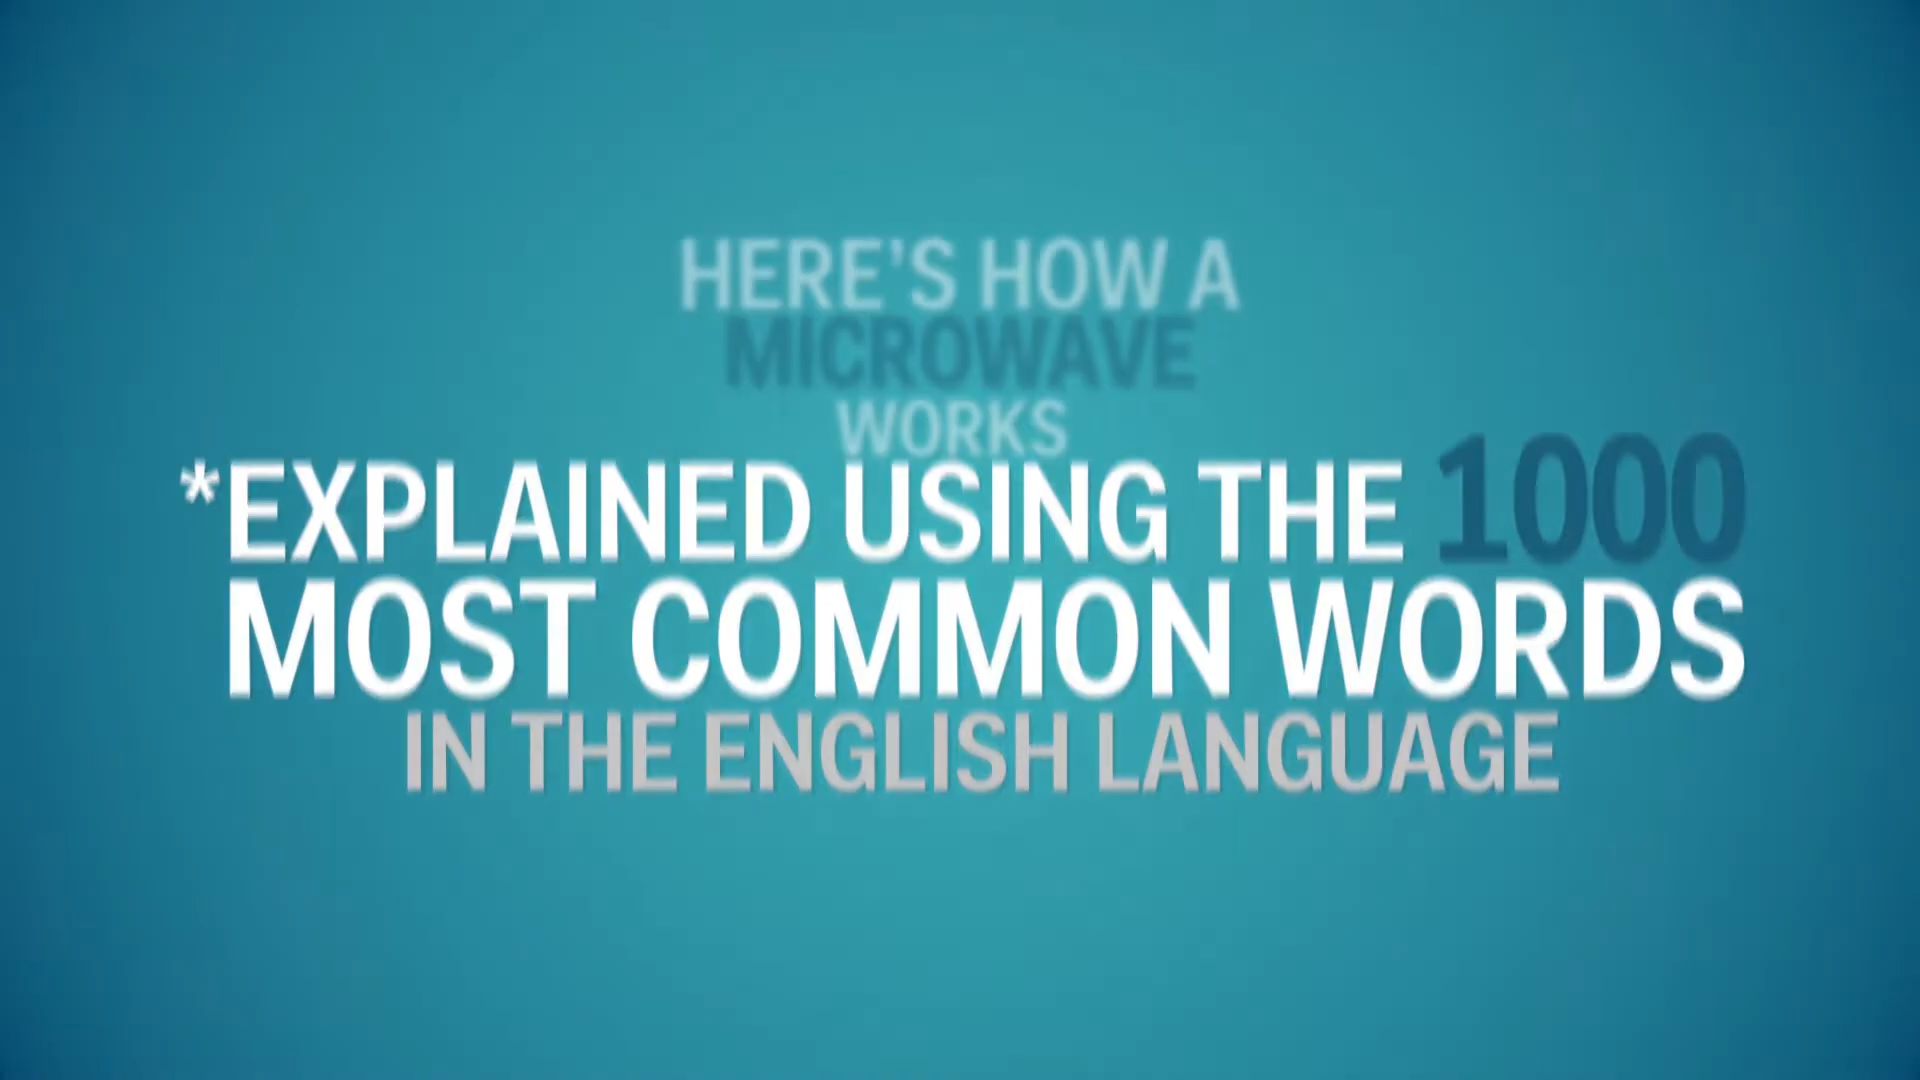 HERE'S HOW A
MICROWAVE
WORKS
*EXPLAINED USING THE 1000
MOST COMMON WORDS
IN THE ENGLISH LANGUAGE